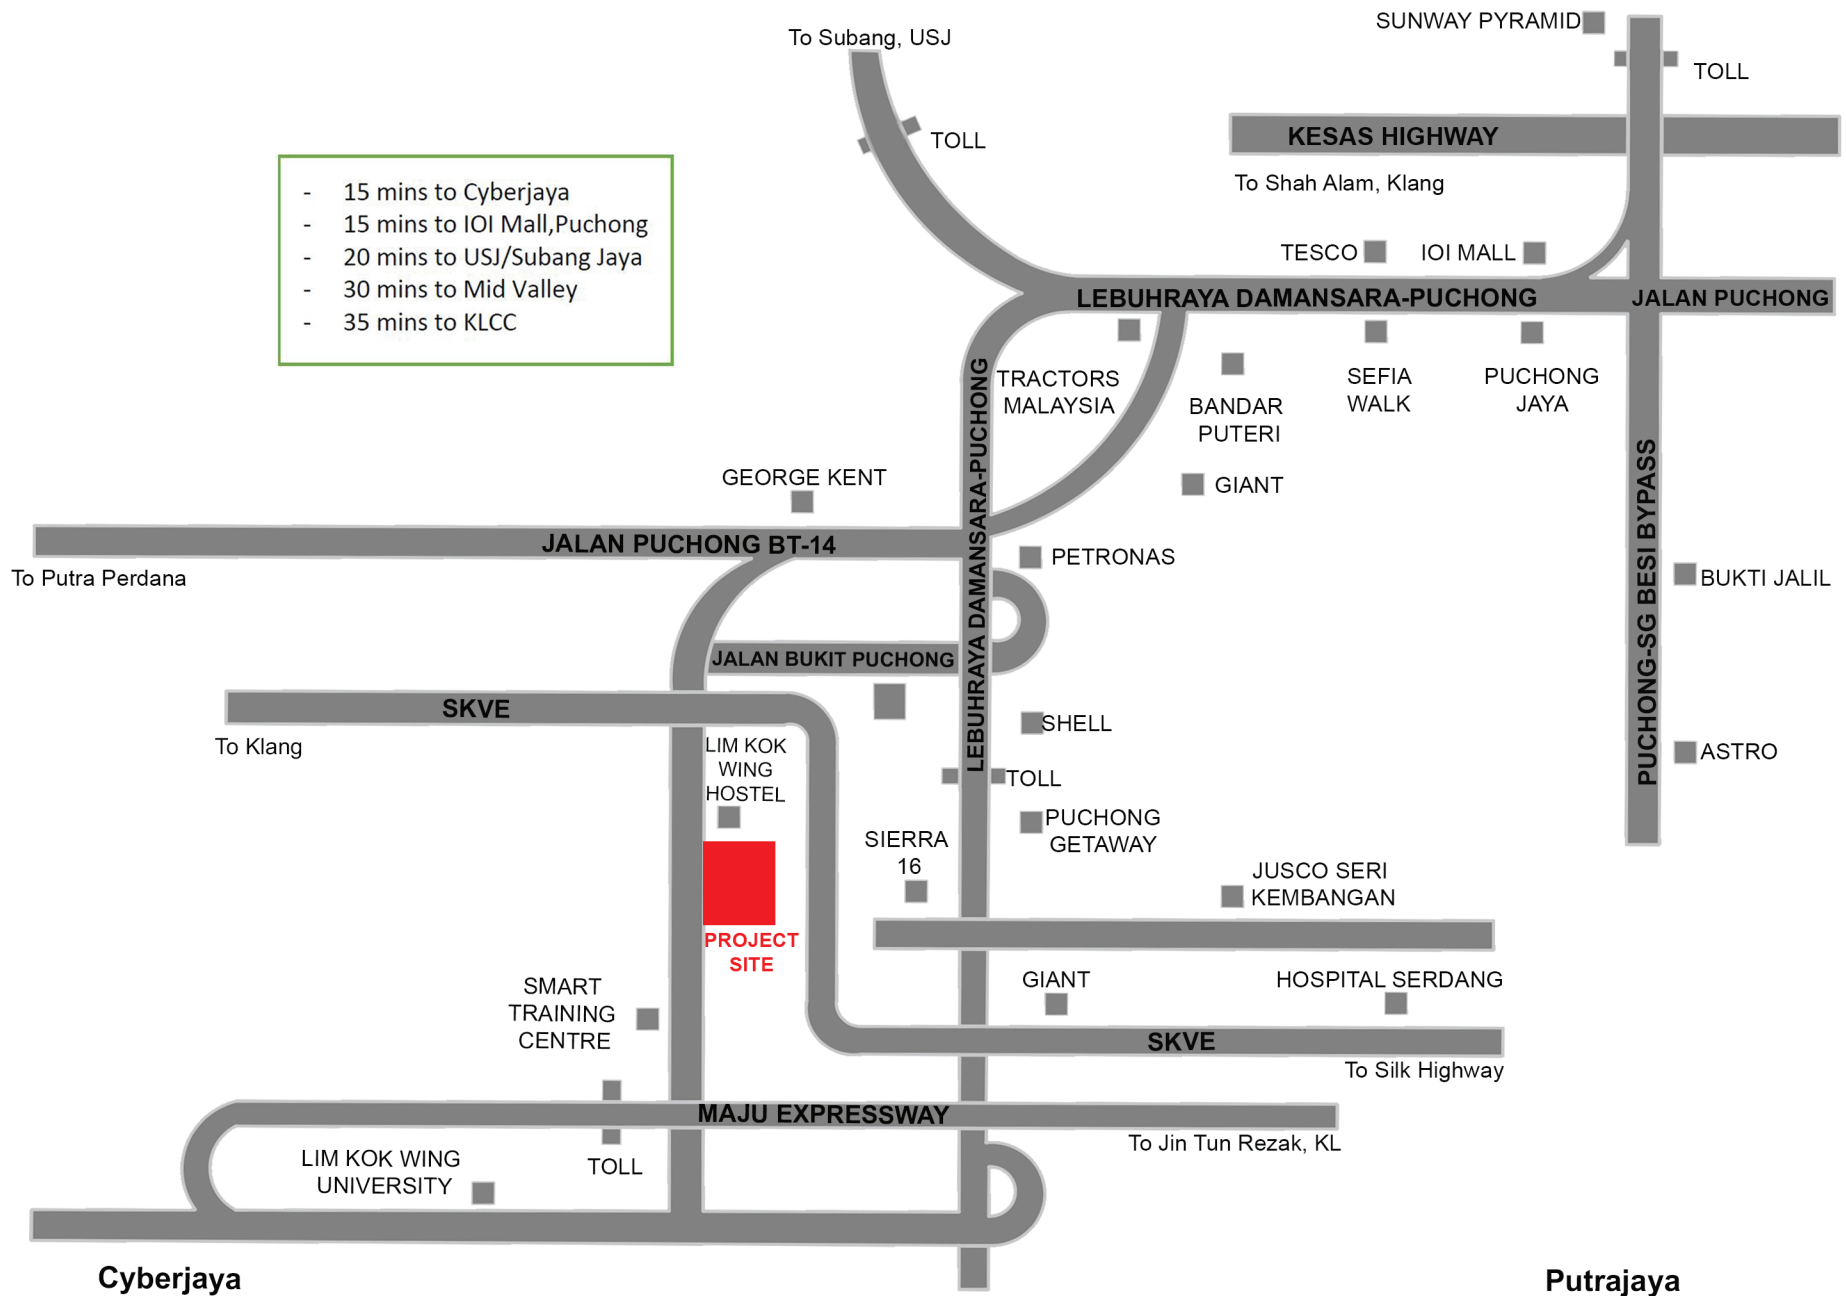 SUNWAY PYRAMID
To Subang, USJ
TOLL
TOLL
KESAS HIGHWAY
To Shah Alam, Klang
- 15 mins to Cyberjaya
- 15 mins to IOI Mall,Puchong
- 20 mins to USJ/Subang Jaya
- 30 mins to Mid Valley
- 35 mins to KLCC
TESCO
IOI MALL
LEBUHRAYA DAMANSARA-PUCHONG
JALAN PUCHONG
TRACTORS
MALAYSIA
BANDAR
PUTERI
SEFIA
WALK
PUCHONG
JAYA
LEBUHRAYA DAMANSARA-PUCHONG
GEORGE KENT
GIANT
JALAN PUCHONG BT-14
To Putra Perdana
PETRONAS
PUCHONG-SG BESI BYPASS
BUKTI JALIL
JALAN BUKIT PUCHONG
LEBUHRAYA DAMANSARA-PUCHONG
SKVE
To Klang
SHELL
LIM KOK
WING
HOSTEL
TOLL
ASTRO
PUCHONG
GETAWAY
SIERRA
16
JUSCO SERI
KEMBANGAN
PROJECT
SITE
SMART
TRAINING
CENTRE
GIANT
HOSPITAL SERDANG
SKVE
To Silk Highway
MAJU EXPRESSWAY
To Jin Tun Rezak, KL
TOLL
LIM KOK WING
UNIVERSITY
Cyberjaya
Putrajaya